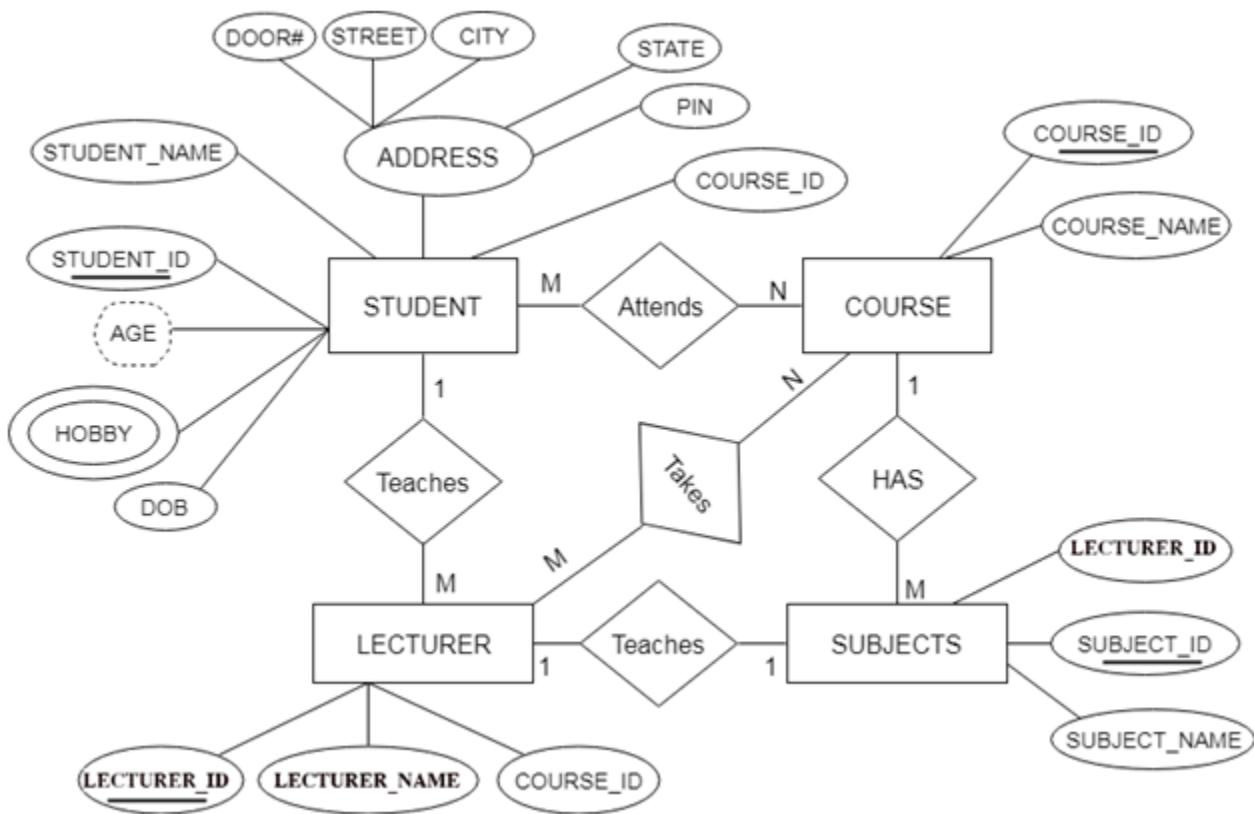 DOOR#
STREET
CITY
STATE
PIN
ADDRESS
STUDENT_NAME
COURSE_ID
COURSE_ID
COURSE_NAME
STUDENT_ID
AGE
HOBBY
DOB
STUDENT
M
Attends
N
COURSE
1
Teaches
M
N
Takes
M
1
HAS
M
LECTURER
1
Teaches
1
SUBJECTS
LECTURER_ID
SUBJECT_ID
SUBJECT_NAME
LECTURER_ID
LECTURER_NAME
COURSE_ID